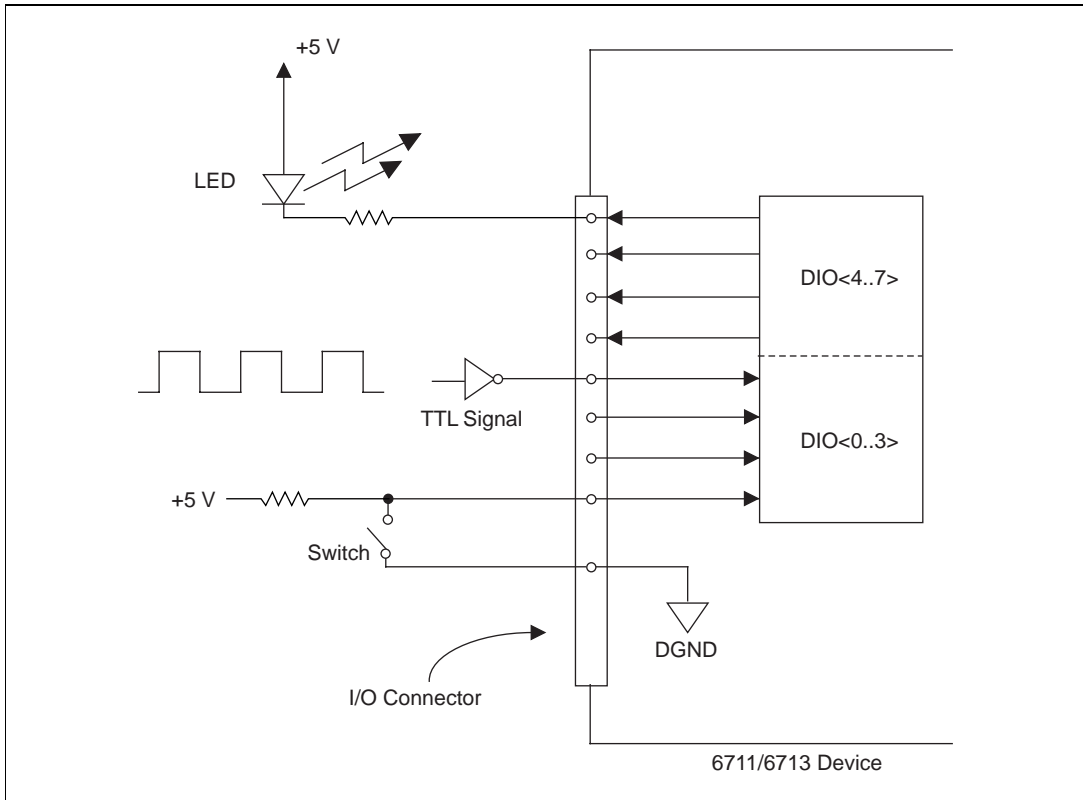 +5 V
LED
DIO<4..7>
TTL Signal
DIO<0..3>
+5 V
Switch
DGND
I/O Connector
6711/6713 Device